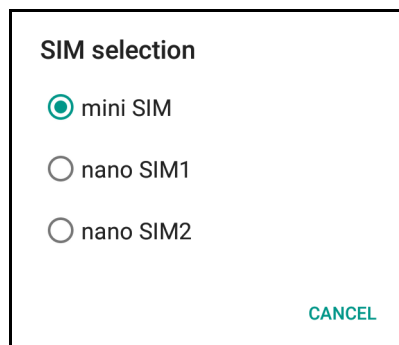 SIM selection
mini SIM
nano SIM1
nano SIM2
CANCEL